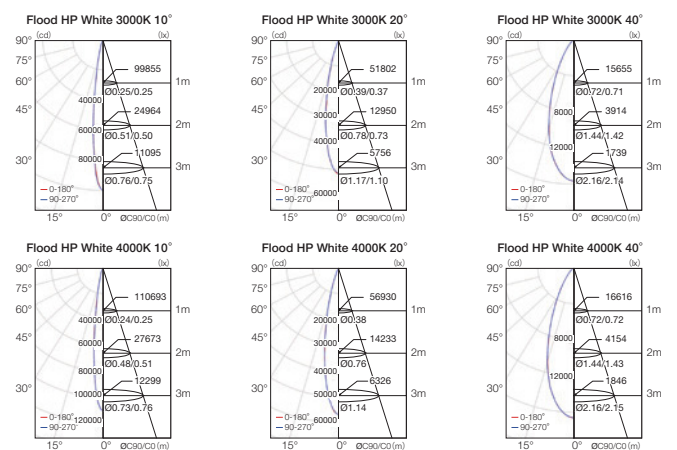 Flood HP White 3000K 10°
90° (cd) (lx)
75°
99855
60° 1m
Ø0.25/0.25
40000
24964
45° 2m
60000 Ø0.51/0.50
11095
80000
30° 3m
Ø0.76/0.75
0-180°
90-270°
15° 0° ØC90/C0 (m)
Flood HP White 3000K 20°
90° (cd) (lx)
75°
51802
60° 1m
20000 Ø0.39/0.37
12950
45° 30000 2m
Ø0.78/0.73
40000
5756
30° 3m
Ø1.17/1.10
60000
0-180°
90-270°
15° 0° ØC90/C0 (m)
Flood HP White 3000K 40°
90° (cd) (lx)
75°
15655
60° 1m
Ø0.72/0.71
8000 3914
45° 2m
Ø1.44/1.42
12000
1739
30° 3m
Ø2.16/2.14
0-180°
90-270°
15° 0° ØC90/C0 (m)
Flood HP White 4000K 10°
90° (cd) (lx)
75°
110693
60° 1m
40000 Ø0.24/0.25
27673
45° 60000 2m
Ø0.48/0.51
80000
12299
30° 100000 3m
Ø0.73/0.76
0-180°
120000
90-270°
15° 0° ØC90/C0 (m)
Flood HP White 4000K 20°
90° (cd) (lx)
75°
56930
60° 1m
20000 Ø0.38
14233
45° 30000 2m
Ø0.76
40000
6326
30° 50000 3m
Ø1.14
0-180°
60000
90-270°
15° 0° ØC90/C0 (m)
Flood HP White 4000K 40°
90° (cd) (lx)
75°
16616
60° 1m
Ø0.72/0.72
8000 4154
45° 2m
Ø1.44/1.43
12000
1846
30° 3m
Ø2.16/2.15
0-180°
90-270°
15° 0° ØC90/C0 (m)